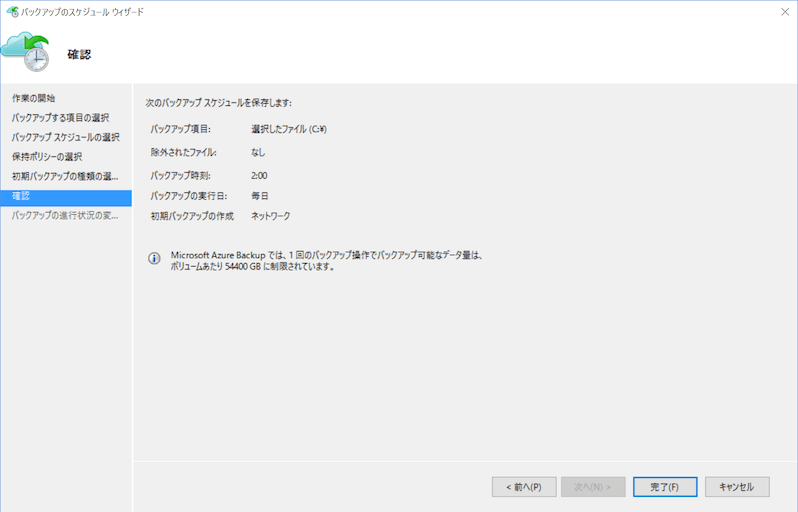 バックアップのスケジュール ウィザード
確認
作業の開始
バックアップする項目の選択
バックアップ スケジュールの選択
保持ポリシーの選択
初期バックアップの種類の選...
確認
バックアップの進行状況の変...
次のバックアップ スケジュールを保存します:
バックアップ項目: 選択したファイル (C:¥)
除外されたファイル: なし
バックアップ時刻: 2:00
バックアップの実行日: 毎日
初期バックアップの作成 ネットワーク
Microsoft Azure Backup では、1 回のバックアップ操作でバックアップ可能なデータ量は、
ボリュームあたり 54400 GB に制限されています。
< 前へ(P) 次へ(N) > 完了(F) キャンセル